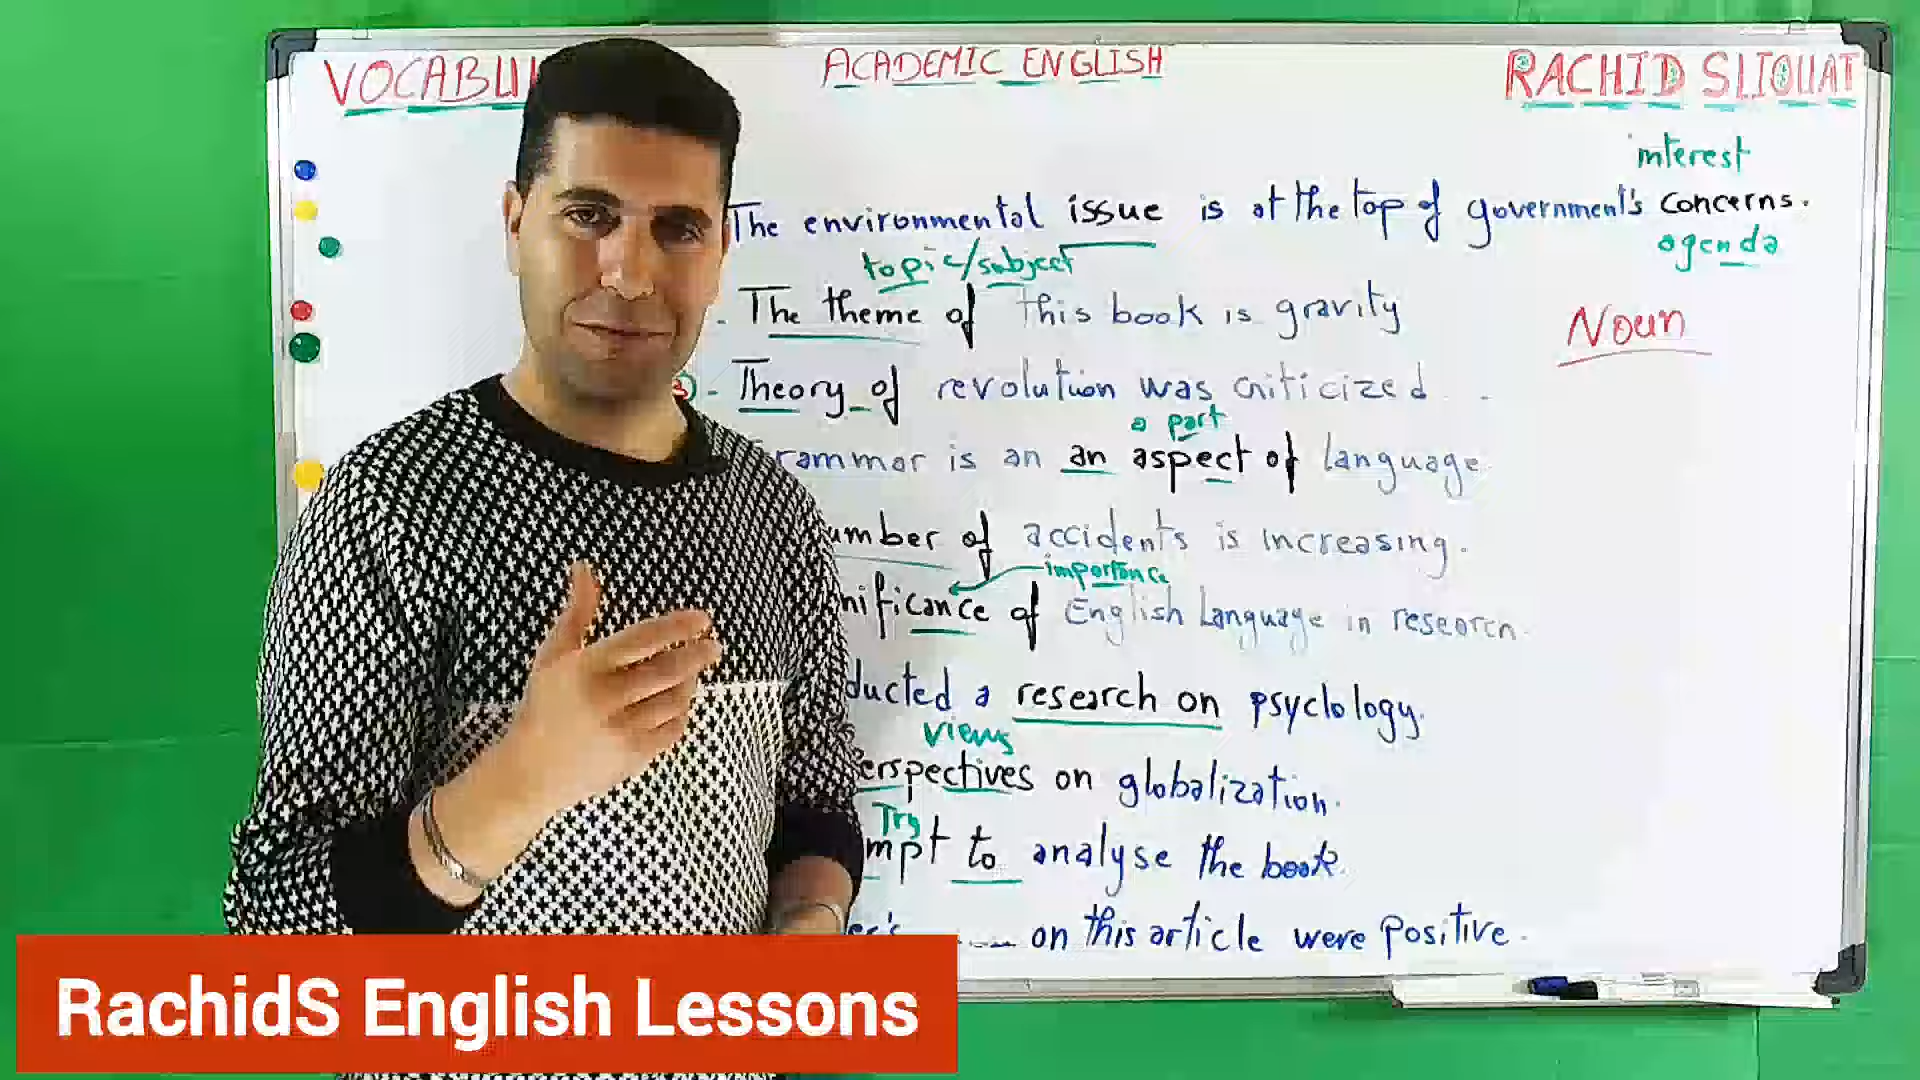 VOCABUL ACADEMIC ENGLISH RACHID SLIOUAT
interest
The environmental issue is at the top of government's concerns.
topic/subject agenda
- The theme of this book is gravity
Noun
3 - Theory of revolution was criticized
a part
rammar is an an aspect of language
umber of accidents is increasing.
importance
nificance of English Language in research.
ducted a research on psyclology.
views
erspectives on globalization.
Try
mpt to analyse the book.
er's ..... on this article were positive.
RachidS English Lessons